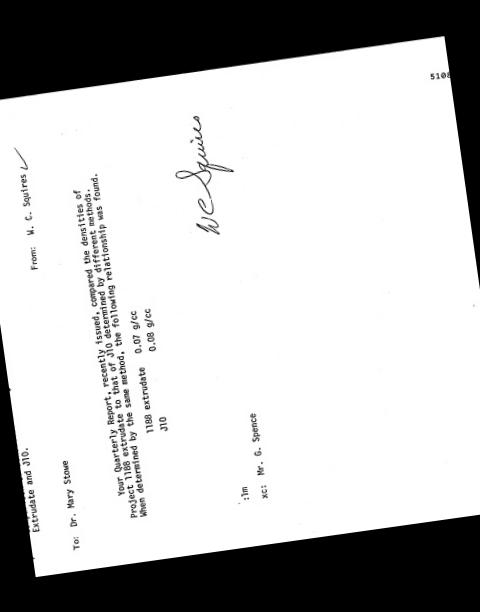 Extrudate and J10.
To: Dr. Mary Stowe
From: W. C. Squires
Your Quarterly Report, recently issued, compared the densities of
Project 1188 extrudate to that of J10 determined by different methods.
When determined by the same method, the following relationship was found.
1188 extrudate 0.07 g/cc
J10 0.08 g/cc
WC Squires
:lm
xc: Mr. G. Spence
5108